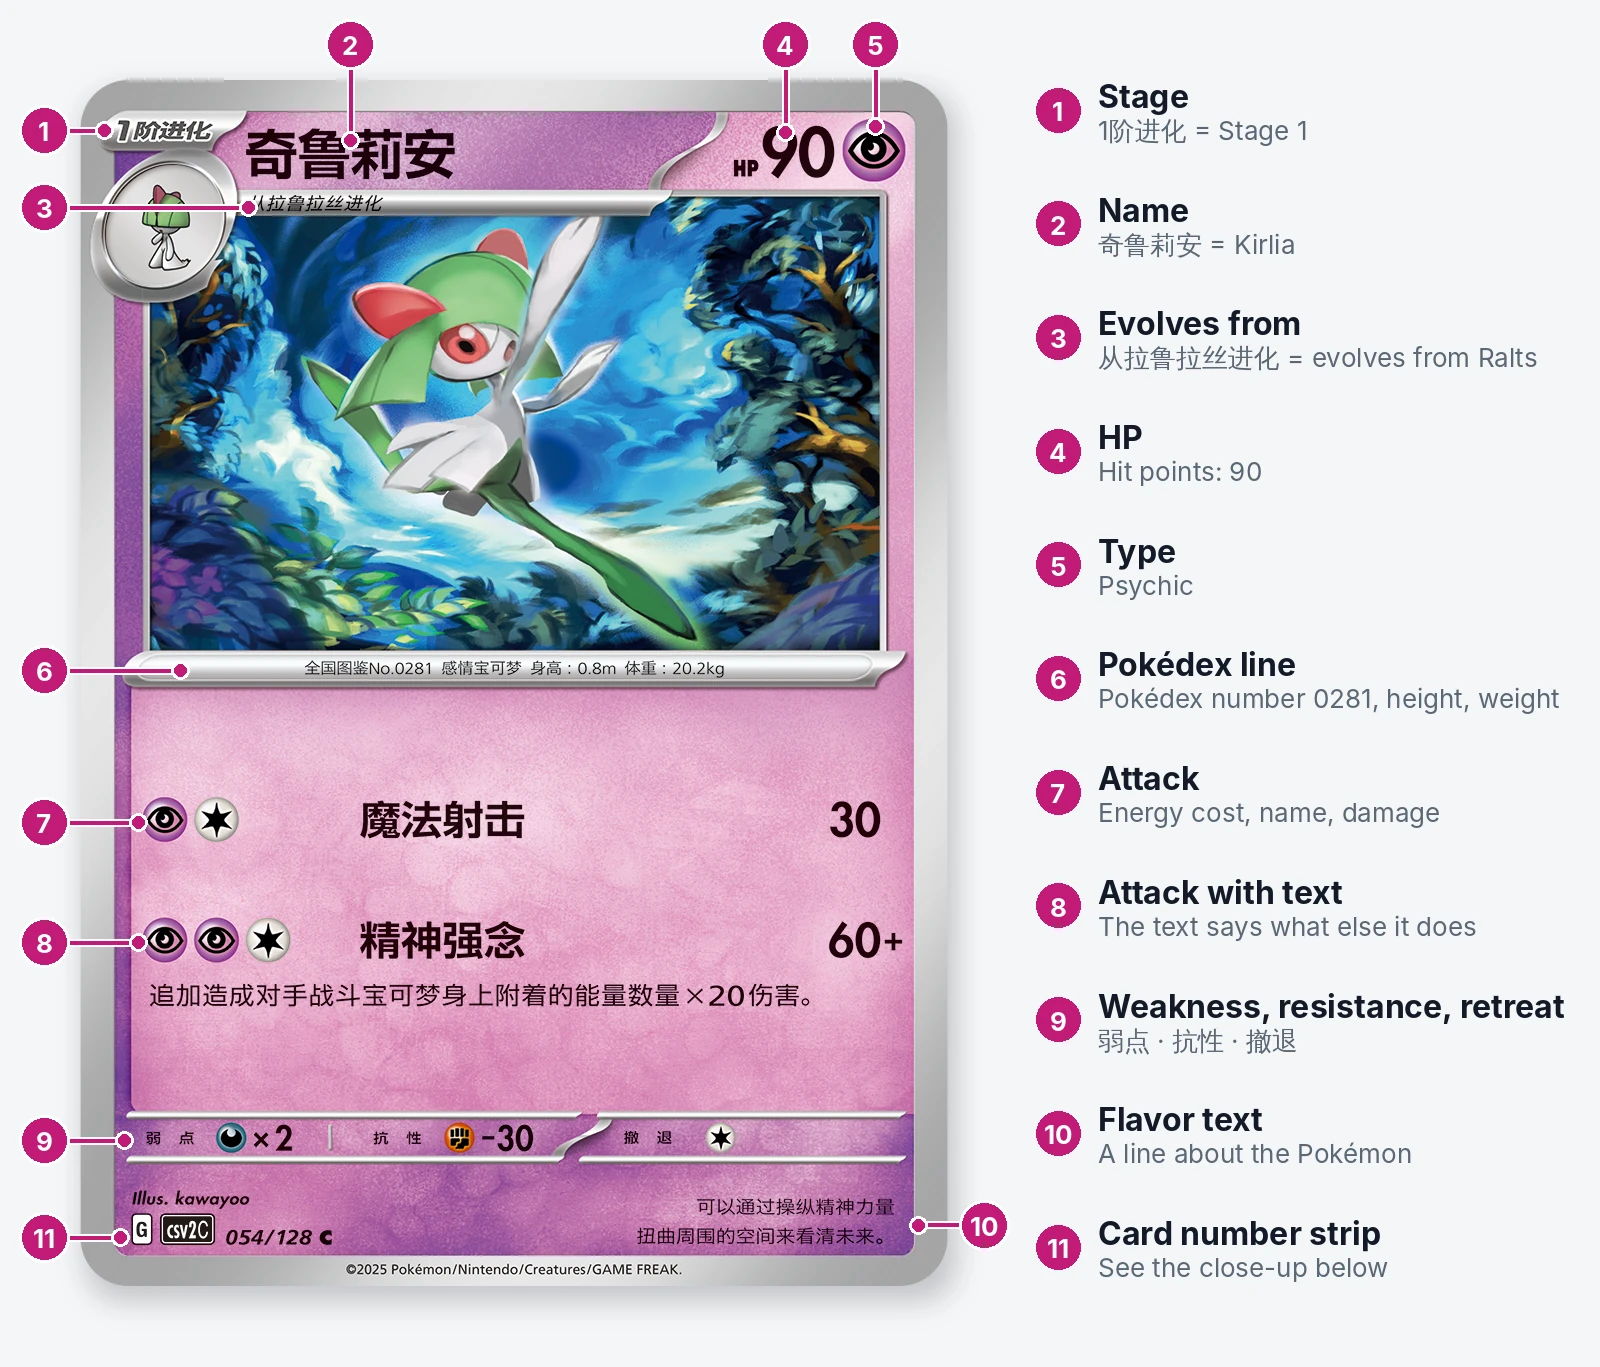 2
4
5
1
1阶进化
奇鲁莉安
HP 90
3
从拉鲁拉丝进化
6
全国图鉴No.0281 感情宝可梦 身高：0.8m 体重：20.2kg
7
魔法射击 30
8
精神强念 60+
追加造成对手战斗宝可梦身上附着的能量数量×20伤害。
9
弱点 ×2 抗性 -30 撤退
Illus. kawayoo
可以通过操纵精神力量
扭曲周围的空间来看清未来。
10
11
G csv2C 054/128 C
©2025 Pokémon/Nintendo/Creatures/GAME FREAK.
1 Stage
1阶进化 = Stage 1
2 Name
奇鲁莉安 = Kirlia
3 Evolves from
从拉鲁拉丝进化 = evolves from Ralts
4 HP
Hit points: 90
5 Type
Psychic
6 Pokédex line
Pokédex number 0281, height, weight
7 Attack
Energy cost, name, damage
8 Attack with text
The text says what else it does
9 Weakness, resistance, retreat
弱点 · 抗性 · 撤退
10 Flavor text
A line about the Pokémon
11 Card number strip
See the close-up below